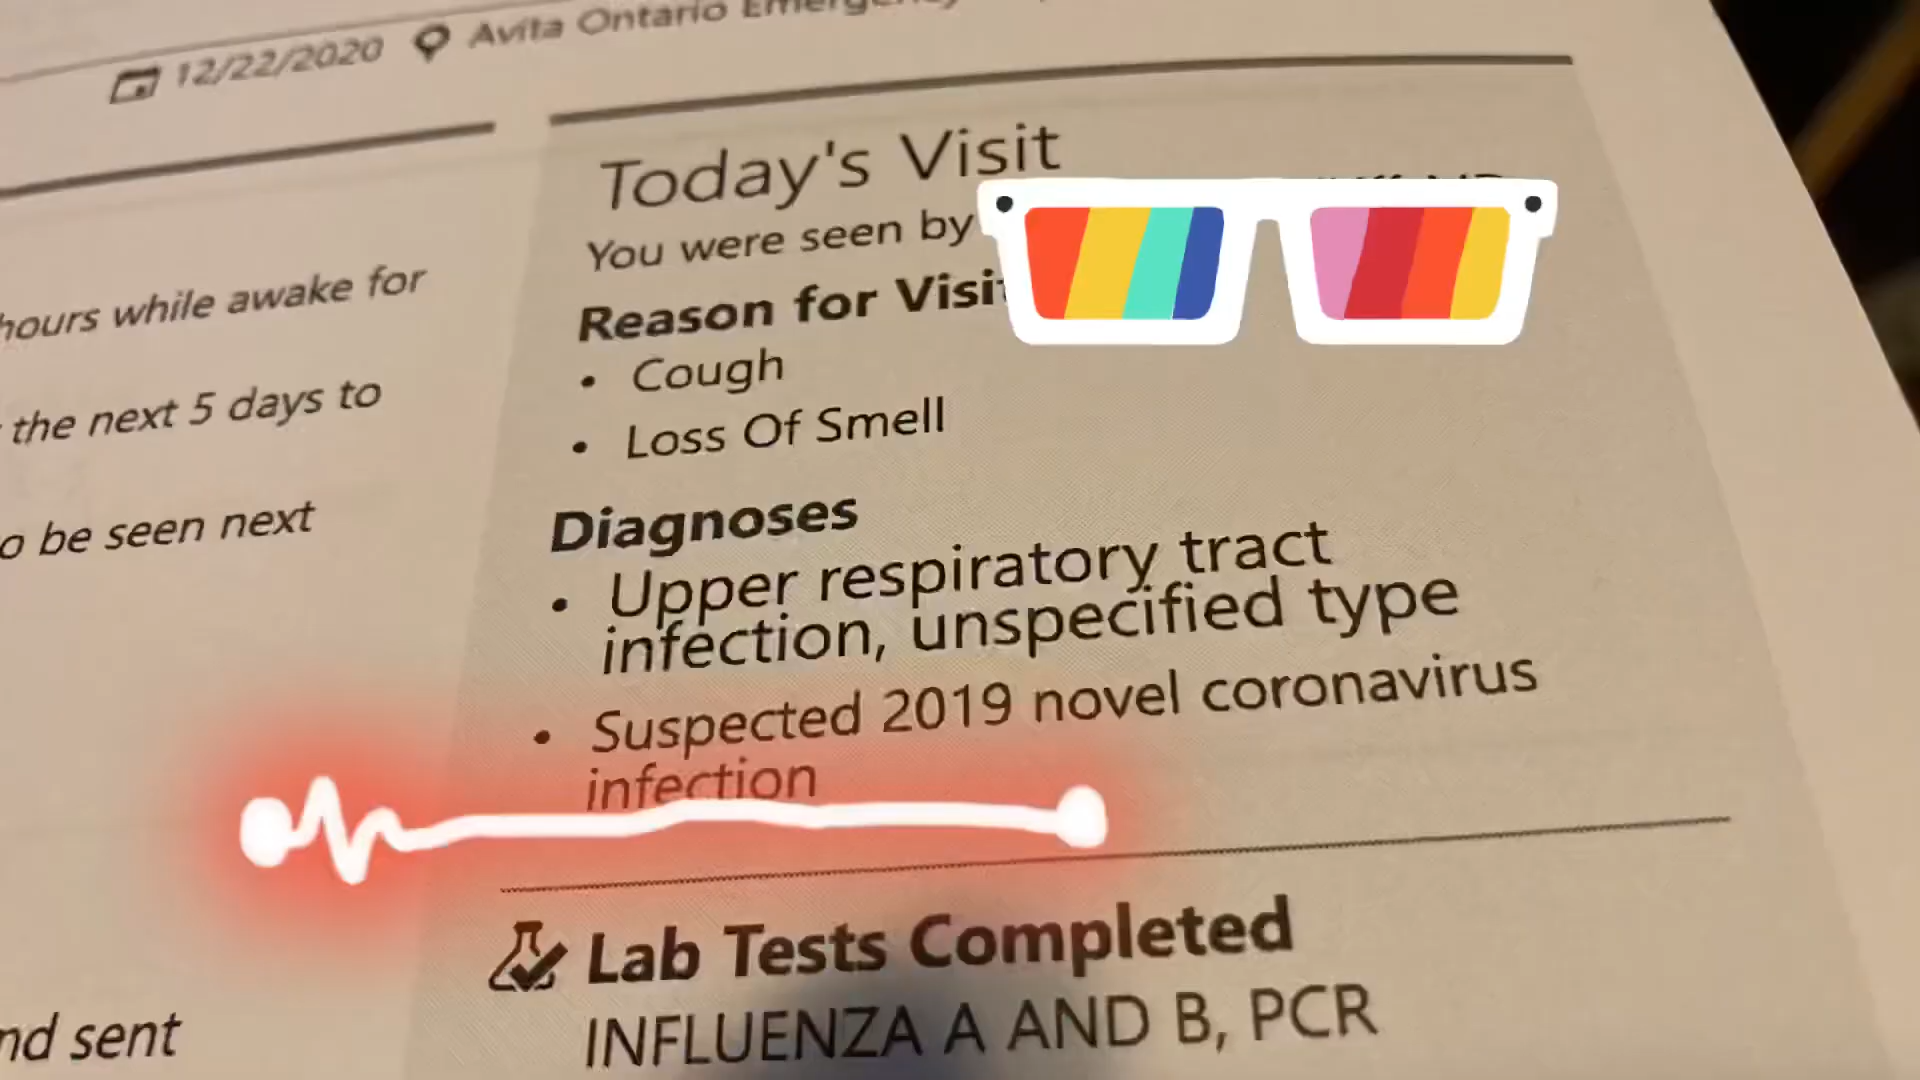 12/22/2020 Avita Ontario Emergency
hours while awake for
the next 5 days to
o be seen next
nd sent
Today's Visit
You were seen by
Reason for Visit
• Cough
• Loss Of Smell
Diagnoses
• Upper respiratory tract
infection, unspecified type
• Suspected 2019 novel coronavirus
infection
Lab Tests Completed
INFLUENZA A AND B, PCR